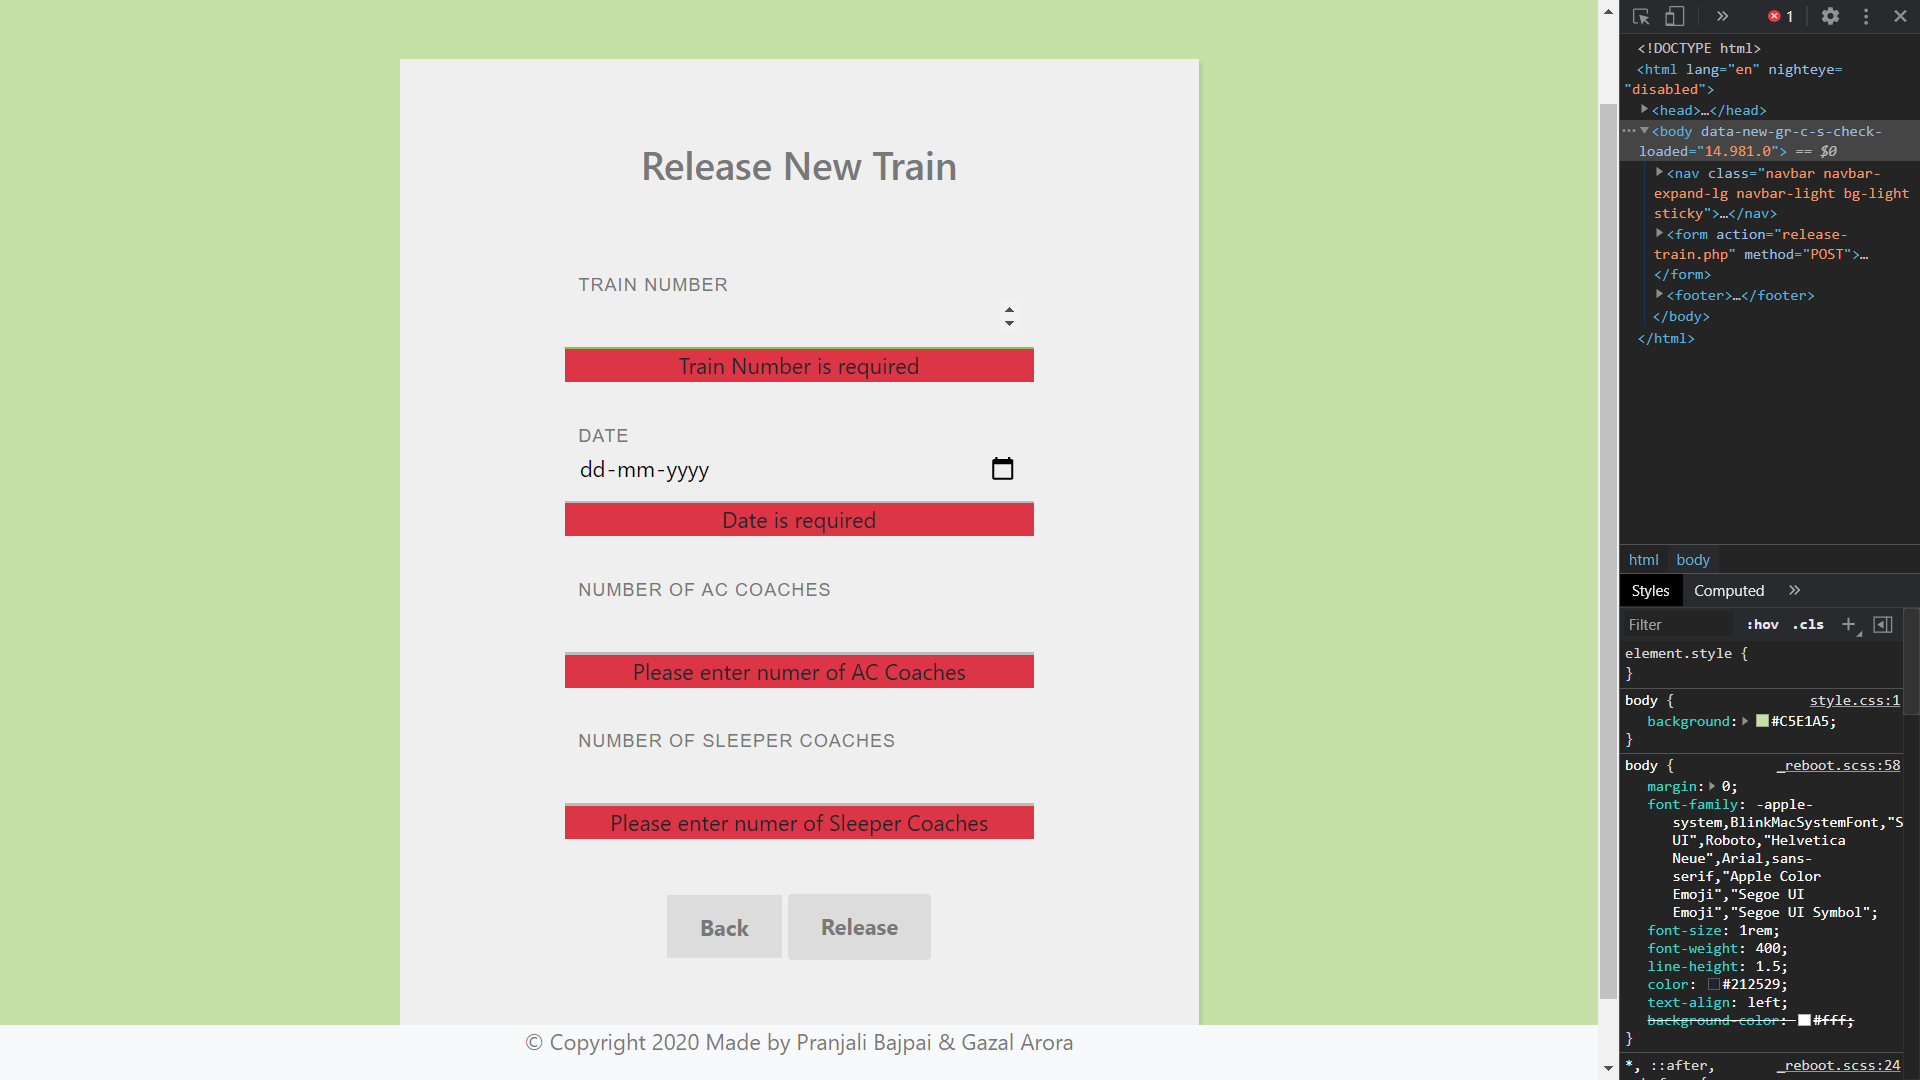 Release New Train
TRAIN NUMBER
Train Number is required
DATE
dd-mm-yyyy
Date is required
NUMBER OF AC COACHES
Please enter numer of AC Coaches
NUMBER OF SLEEPER COACHES
Please enter numer of Sleeper Coaches
Back Release
© Copyright 2020 Made by Pranjali Bajpai & Gazal Arora
» 1
<!DOCTYPE html>
<html lang="en" nighteye=
"disabled">
<head>…</head>
<body data-new-gr-c-s-check-
loaded="14.981.0"> == $0
<nav class="navbar navbar-
expand-lg navbar-light bg-light
sticky">…</nav>
<form action="release-
train.php" method="POST">…
</form>
<footer>…</footer>
</body>
</html>
html body
Styles Computed »
Filter :hov .cls +
element.style {
}
body { style.css:1
background: #C5E1A5;
}
body { _reboot.scss:58
margin: 0;
font-family: -apple-
system,BlinkMacSystemFont,"S
UI",Roboto,"Helvetica
Neue",Arial,sans-
serif,"Apple Color
Emoji","Segoe UI
Emoji","Segoe UI Symbol";
font-size: 1rem;
font-weight: 400;
line-height: 1.5;
color: #212529;
text-align: left;
background-color: #fff;
}
*, ::after, _reboot.scss:24